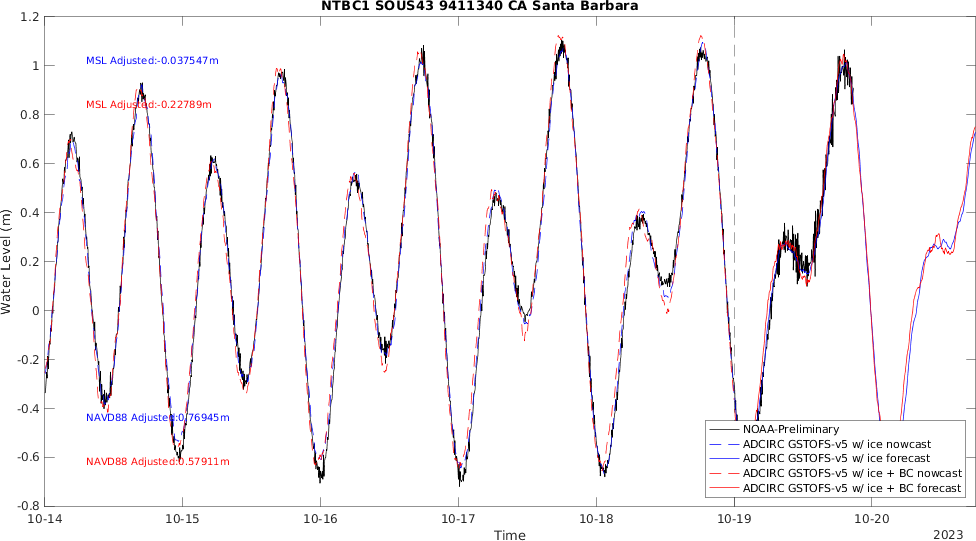 NTBC1 SOUS43 9411340 CA Santa Barbara
1.2
1
0.8
0.6
0.4
0.2
0
-0.2
-0.4
-0.6
-0.8
Water Level (m)
MSL Adjusted:-0.037547m
MSL Adjusted:-0.22789m
NAVD88 Adjusted:0.76945m
NAVD88 Adjusted:0.57911m
NOAA-Preliminary
ADCIRC GSTOFS-v5 w/ ice nowcast
ADCIRC GSTOFS-v5 w/ ice forecast
ADCIRC GSTOFS-v5 w/ ice + BC nowcast
ADCIRC GSTOFS-v5 w/ ice + BC forecast
10-14 10-15 10-16 10-17 10-18 10-19 10-20
Time
2023